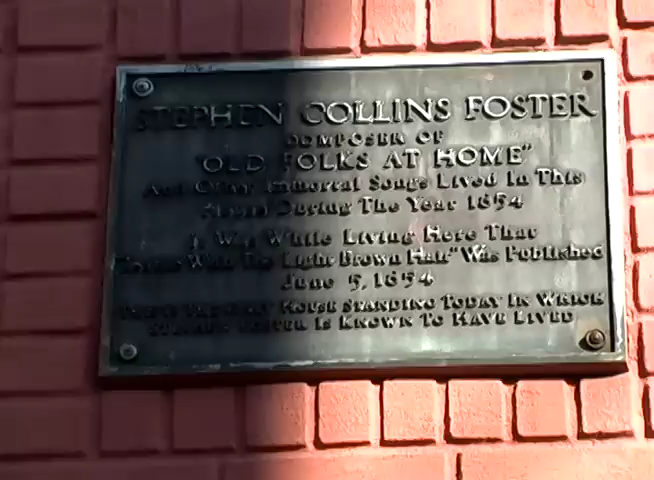 STEPHEN COLLINS FOSTER
COMPOSER OF
"OLD FOLKS AT HOME"
And Other Immortal Songs Lived In This
House During The Year 1854
It Was While Living Here That
"Jeanie With The Light Brown Hair" Was Published
June 5, 1854
THIS IS THE ONLY HOUSE STANDING TODAY IN WHICH
STEPHEN FOSTER IS KNOWN TO HAVE LIVED